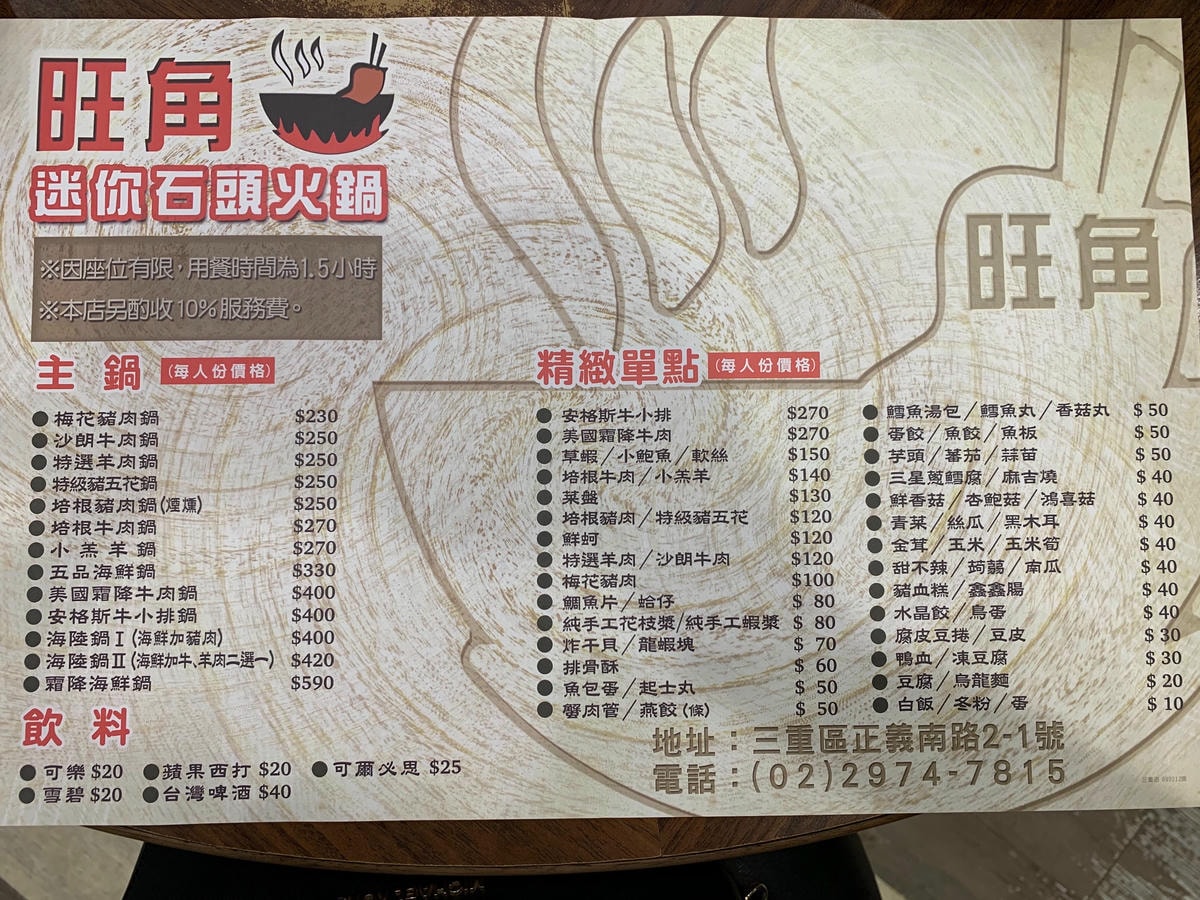 旺角
迷你石頭火鍋
※因座位有限,用餐時間為1.5小時
※本店另酌收10%服務費。
旺角
主鍋 (每人份價格)
●梅花豬肉鍋 $230
●沙朗牛肉鍋 $250
●特選羊肉鍋 $250
●特級豬五花鍋 $250
●培根豬肉鍋(煙燻) $250
●培根牛肉鍋 $270
●小羔羊鍋 $270
●五品海鮮鍋 $330
●美國霜降牛肉鍋 $400
●安格斯牛小排鍋 $400
●海陸鍋Ⅰ(海鮮加豬肉) $400
●海陸鍋Ⅱ(海鮮加牛、羊肉二選一) $420
●霜降海鮮鍋 $590
飲料
●可樂 $20 ●蘋果西打 $20 ●可爾必思 $25
●雪碧 $20 ●台灣啤酒 $40
精緻單點 (每人份價格)
●安格斯牛小排 $270
●美國霜降牛肉 $270
●草蝦/小鮑魚/軟絲 $150
●培根牛肉/小羔羊 $140
●菜盤 $130
●培根豬肉/特級豬五花 $120
●鮮蚵 $120
●特選羊肉/沙朗牛肉 $120
●梅花豬肉 $100
●鯛魚片/蛤仔 $ 80
●純手工花枝漿/純手工蝦漿 $ 80
●炸干貝/龍蝦塊 $ 70
●排骨酥 $ 60
●魚包蛋/起士丸 $ 50
●蟹肉管/燕餃(條) $ 50
●鱈魚湯包/鱈魚丸/香菇丸 $ 50
●蛋餃/魚餃/魚板 $ 50
●芋頭/蕃茄/蒜苗 $ 50
●三星蔥鱈腐/麻吉燒 $ 40
●鮮香菇/杏鮑菇/鴻喜菇 $ 40
●青菜/絲瓜/黑木耳 $ 40
●金茸/玉米/玉米筍 $ 40
●甜不辣/蒟蒻/南瓜 $ 40
●豬血糕/鑫鑫腸 $ 40
●水晶餃/鳥蛋 $ 40
●腐皮豆捲/豆皮 $ 30
●鴨血/凍豆腐 $ 30
●豆腐/烏龍麵 $ 20
●白飯/冬粉/蛋 $ 10
地址:三重區正義南路2-1號
電話:(02)2974-7815